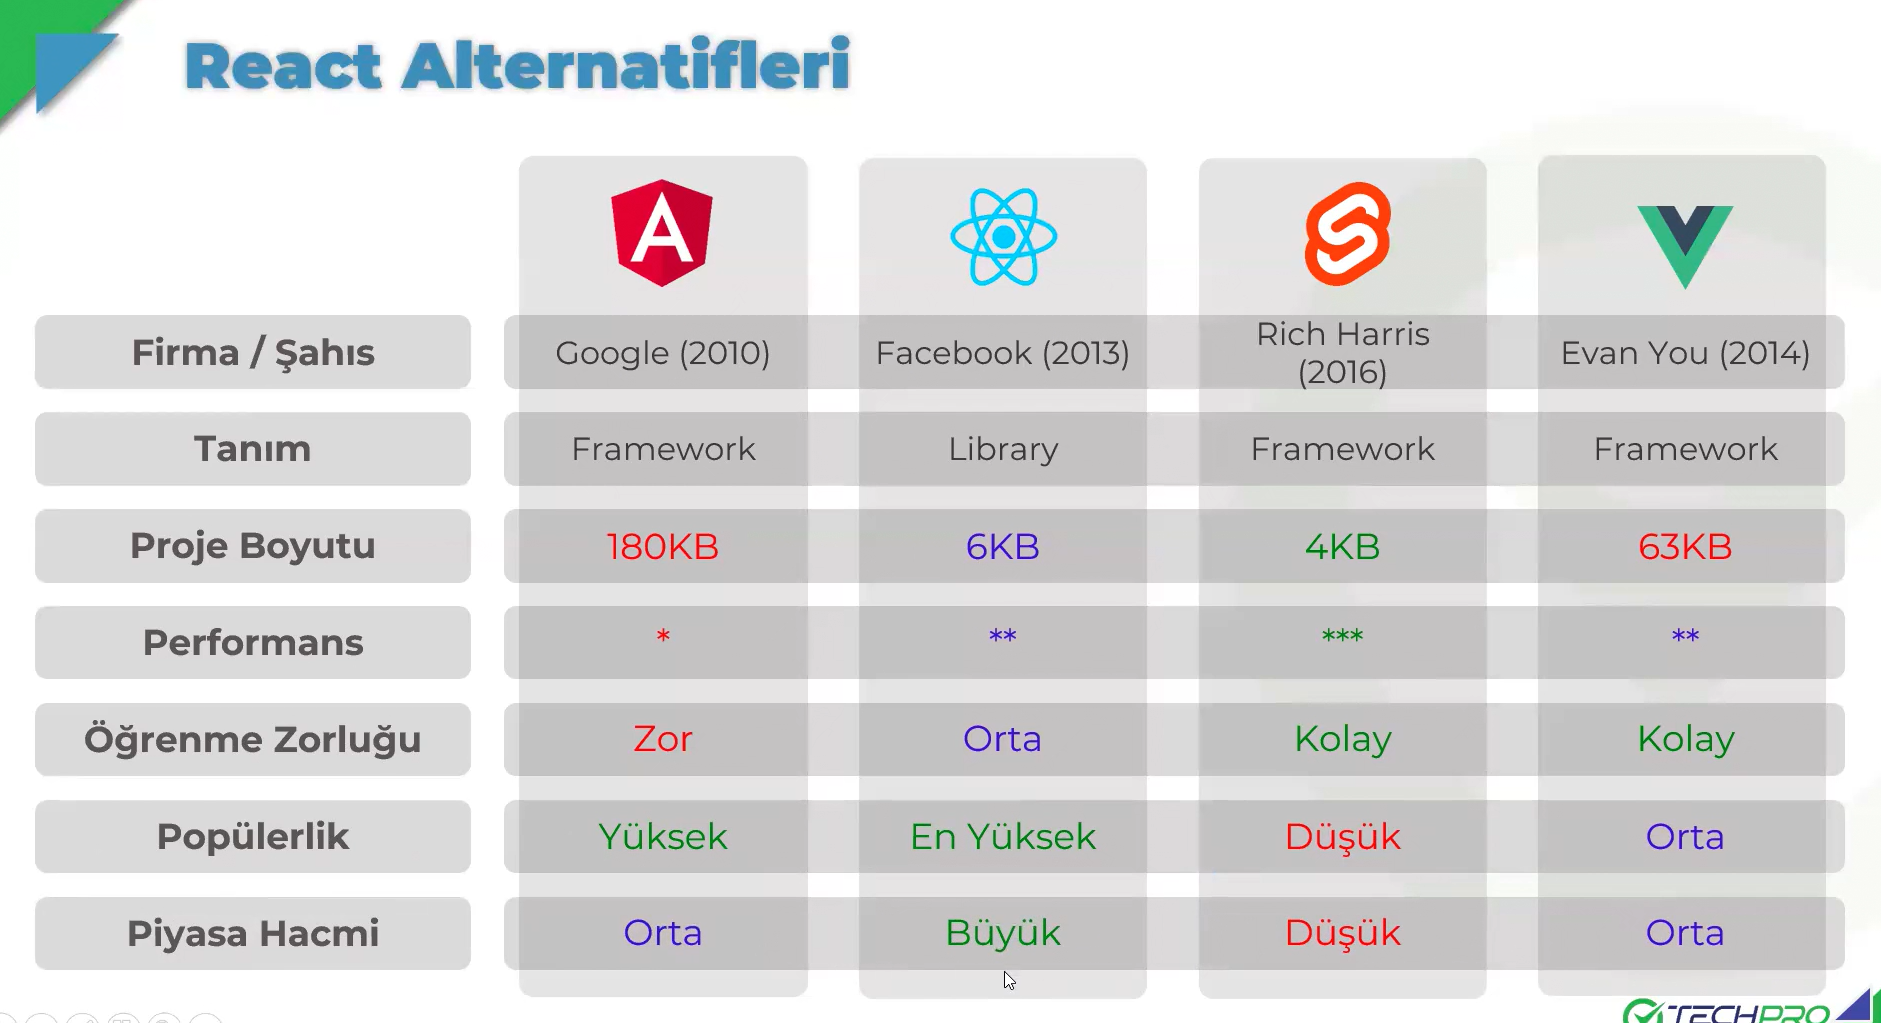 React Alternatifleri
Firma / Şahıs
Google (2010)
Facebook (2013)
Rich Harris
(2016)
Evan You (2014)
Tanım
Framework
Library
Framework
Framework
Proje Boyutu
180KB
6KB
4KB
63KB
Performans
*
**
***
**
Öğrenme Zorluğu
Zor
Orta
Kolay
Kolay
Popülerlik
Yüksek
En Yüksek
Düşük
Orta
Piyasa Hacmi
Orta
Büyük
Düşük
Orta
TECHPRO